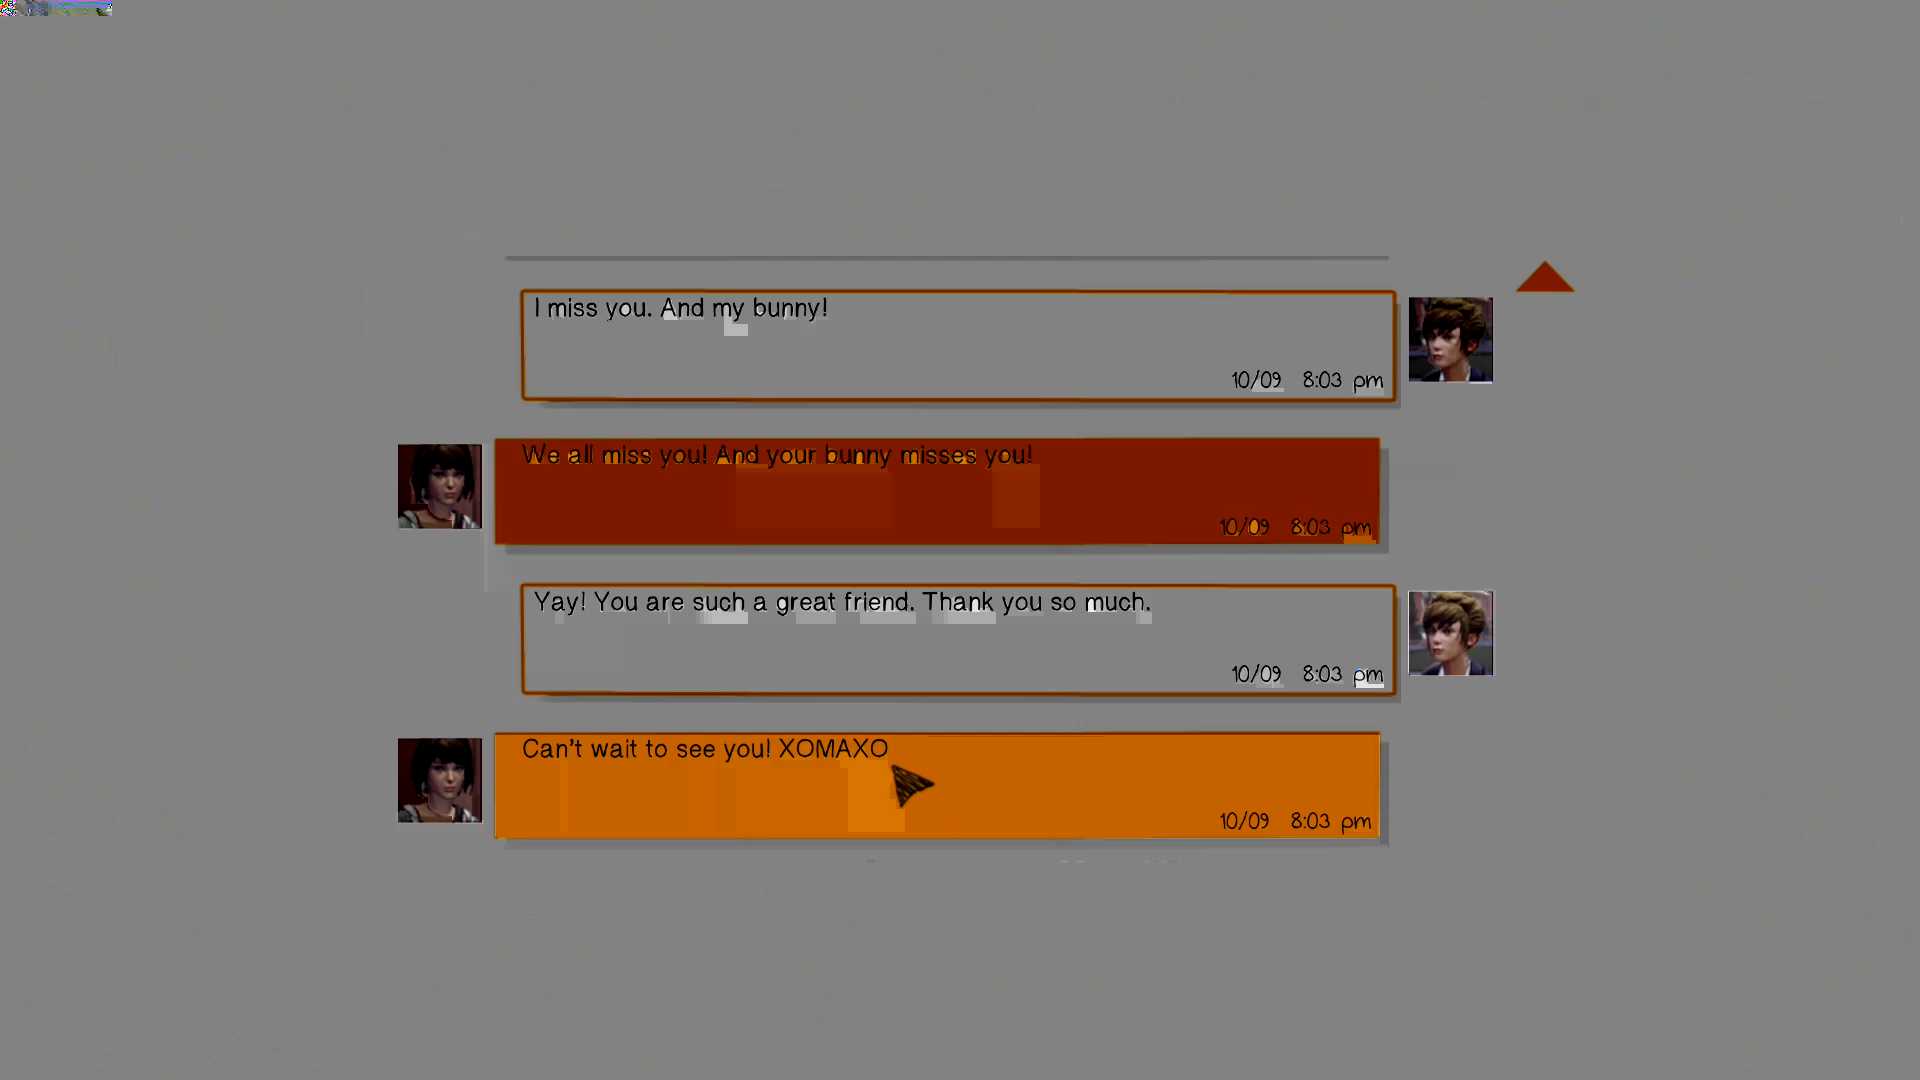 I miss you. And my bunny!
10/09 8:03 pm
We all miss you! And your bunny misses you!
10/09 8:03 pm
Yay! You are such a great friend. Thank you so much.
10/09 8:03 pm
Can't wait to see you! XOMAXO
10/09 8:03 pm